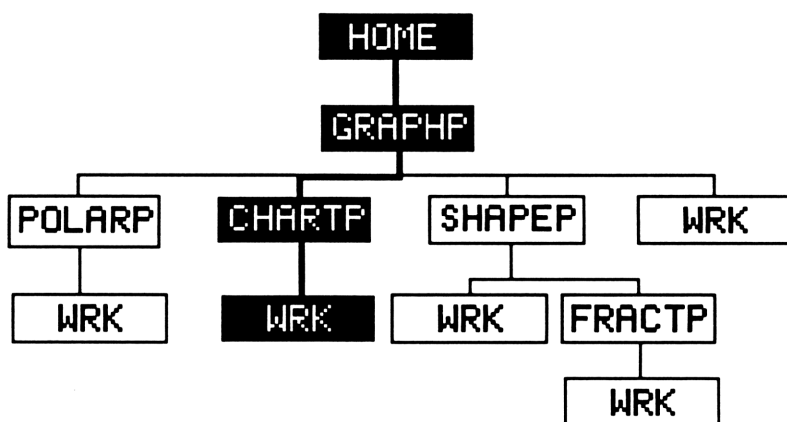 HOME
GRAPHP
POLARP CHARTP SHAPEP WRK
WRK WRK WRK FRACTP
WRK